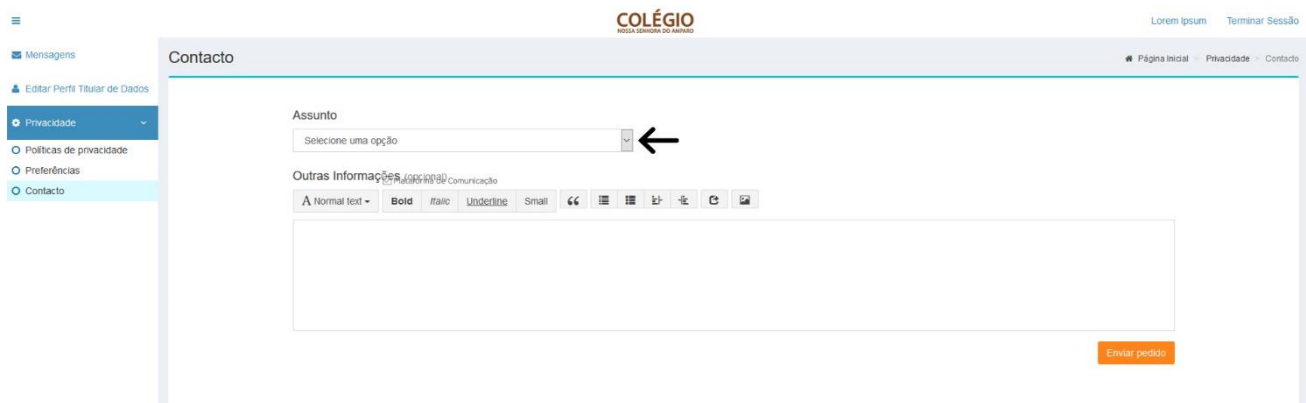 COLÉGIO
NOSSA SENHORA DO AMPARO
Lorem Ipsum Terminar Sessão
Mensagens
Editar Perfil Titular de Dados
Privacidade
Políticas de privacidade
Preferências
Contacto
Contacto
Página Inicial Privacidade Contacto
Assunto
Selecione uma opção
Outras Informações (opcional)
Plataforma de Comunicação
A Normal text Bold Italic Underline Small
Enviar pedido